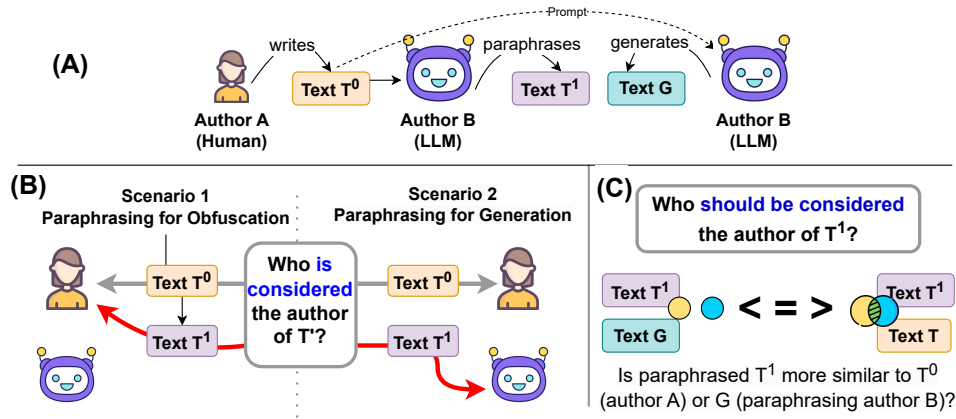 Prompt
(A)
writes
paraphrases
generates
Text T⁰
Text T¹
Text G
Author A
(Human)
Author B
(LLM)
Author B
(LLM)
(B)
Scenario 1
Paraphrasing for Obfuscation
Scenario 2
Paraphrasing for Generation
Text T⁰
Text T¹
Who is
considered
the author
of T'?
Text T⁰
Text T¹
(C)
Who should be considered
the author of T¹?
Text T¹
Text G
< = >
Text T¹
Text T
Is paraphrased T¹ more similar to T⁰
(author A) or G (paraphrasing author B)?